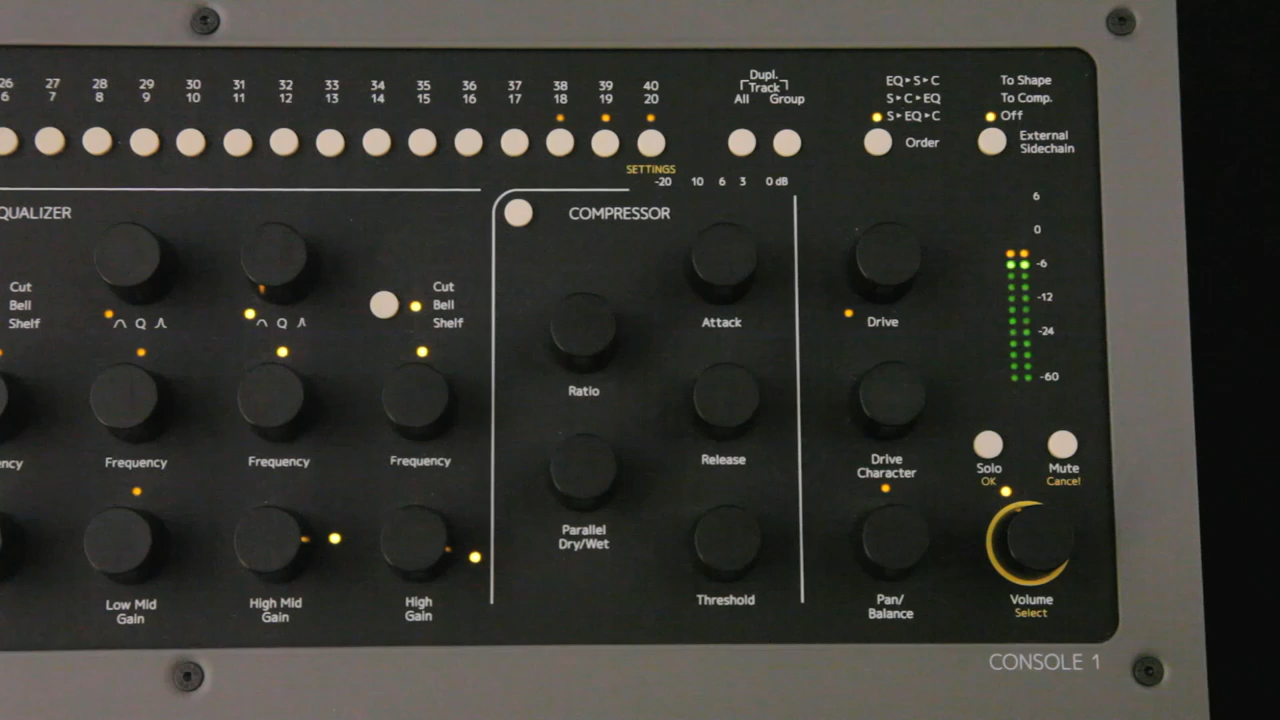 26 27 28 29 30 31 32 33 34 35 36 37 38 39 40
6 7 8 9 10 11 12 13 14 15 16 17 18 19 20
SETTINGS
Dupl.
Track
All Group
EQ▸S▸C
S▸C▸EQ
S▸EQ▸C
Order
To Shape
To Comp.
Off
External
Sidechain
-20 10 6 3 0 dB
QUALIZER
COMPRESSOR
Cut
Bell
Shelf
Q
Q
Cut
Bell
Shelf
ncy
Frequency
Frequency
Frequency
Low Mid
Gain
High Mid
Gain
High
Gain
Ratio
Attack
Release
Parallel
Dry/Wet
Threshold
Drive
Drive
Character
Pan/
Balance
6
0
-6
-12
-24
-60
Solo
OK
Mute
Cancel
Volume
Select
CONSOLE 1